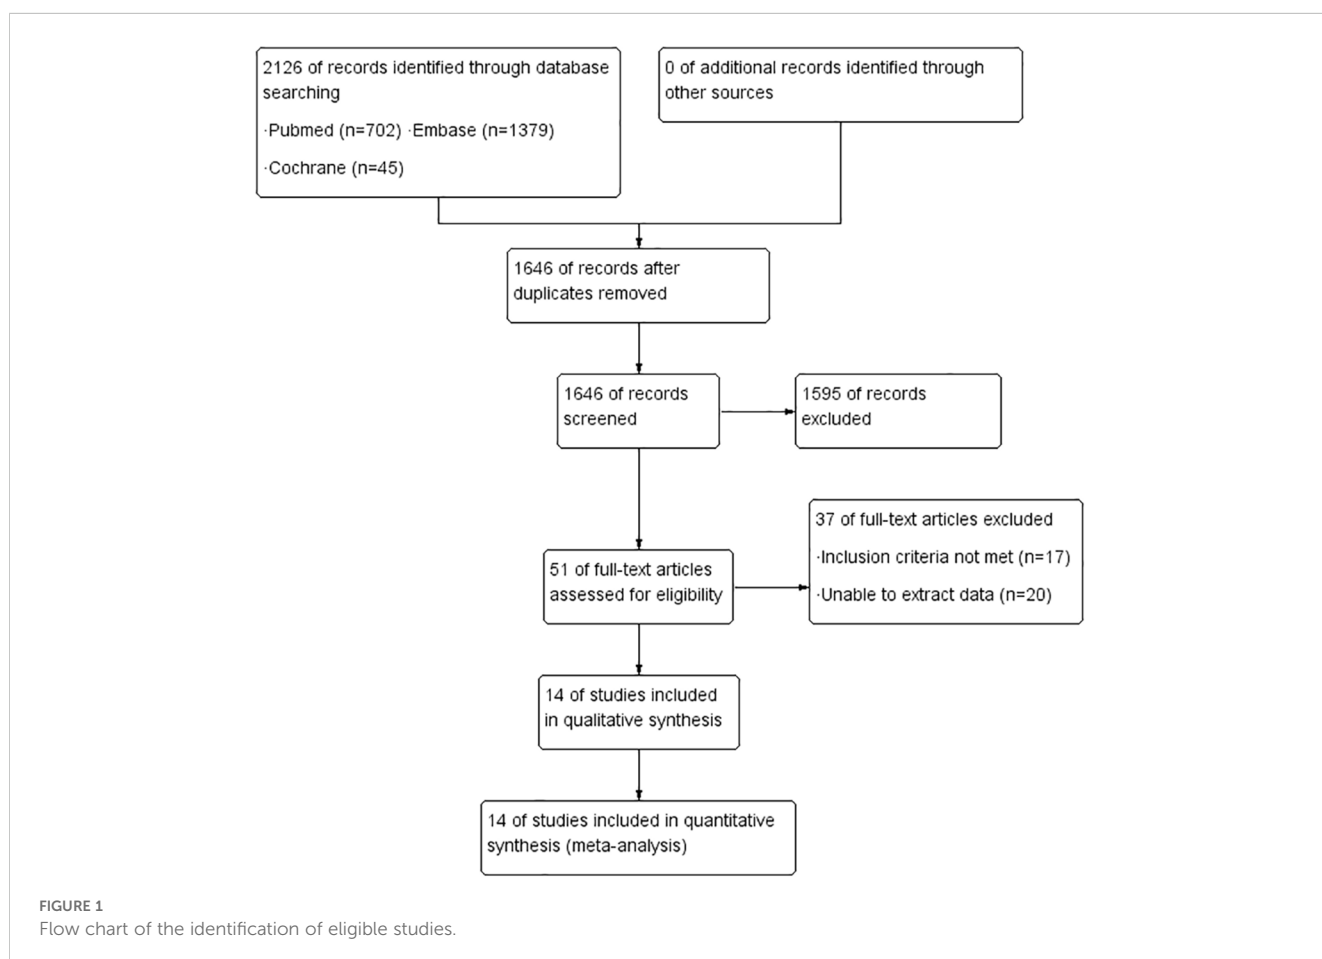 2126 of records identified through database
searching
·Pubmed (n=702) ·Embase (n=1379)
·Cochrane (n=45)
0 of additional records identified through
other sources
1646 of records after
duplicates removed
1646 of records
screened
1595 of records
excluded
37 of full-text articles excluded
·Inclusion criteria not met (n=17)
·Unable to extract data (n=20)
51 of full-text articles
assessed for eligibility
14 of studies included
in qualitative synthesis
14 of studies included in quantitative
synthesis (meta-analysis)
FIGURE 1
Flow chart of the identification of eligible studies.